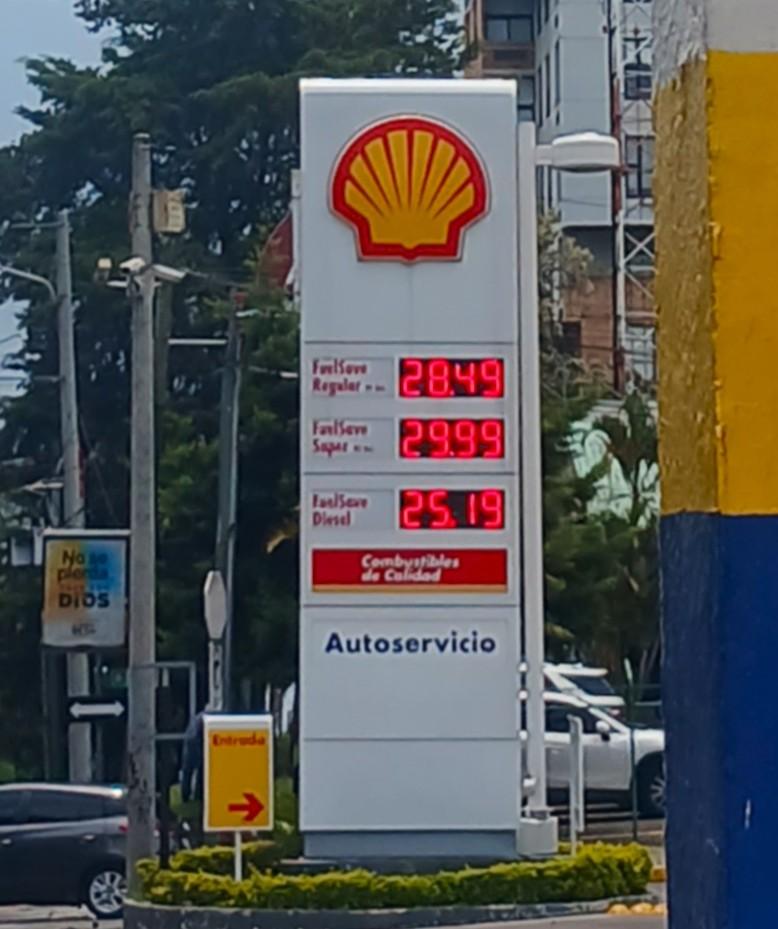 FuelSave
Regular
28.49
FuelSave
Super
29.99
FuelSave
Diesel
25.19
Combustibles
de Calidad
Autoservicio
Entrada
No se
pierda
DIOS